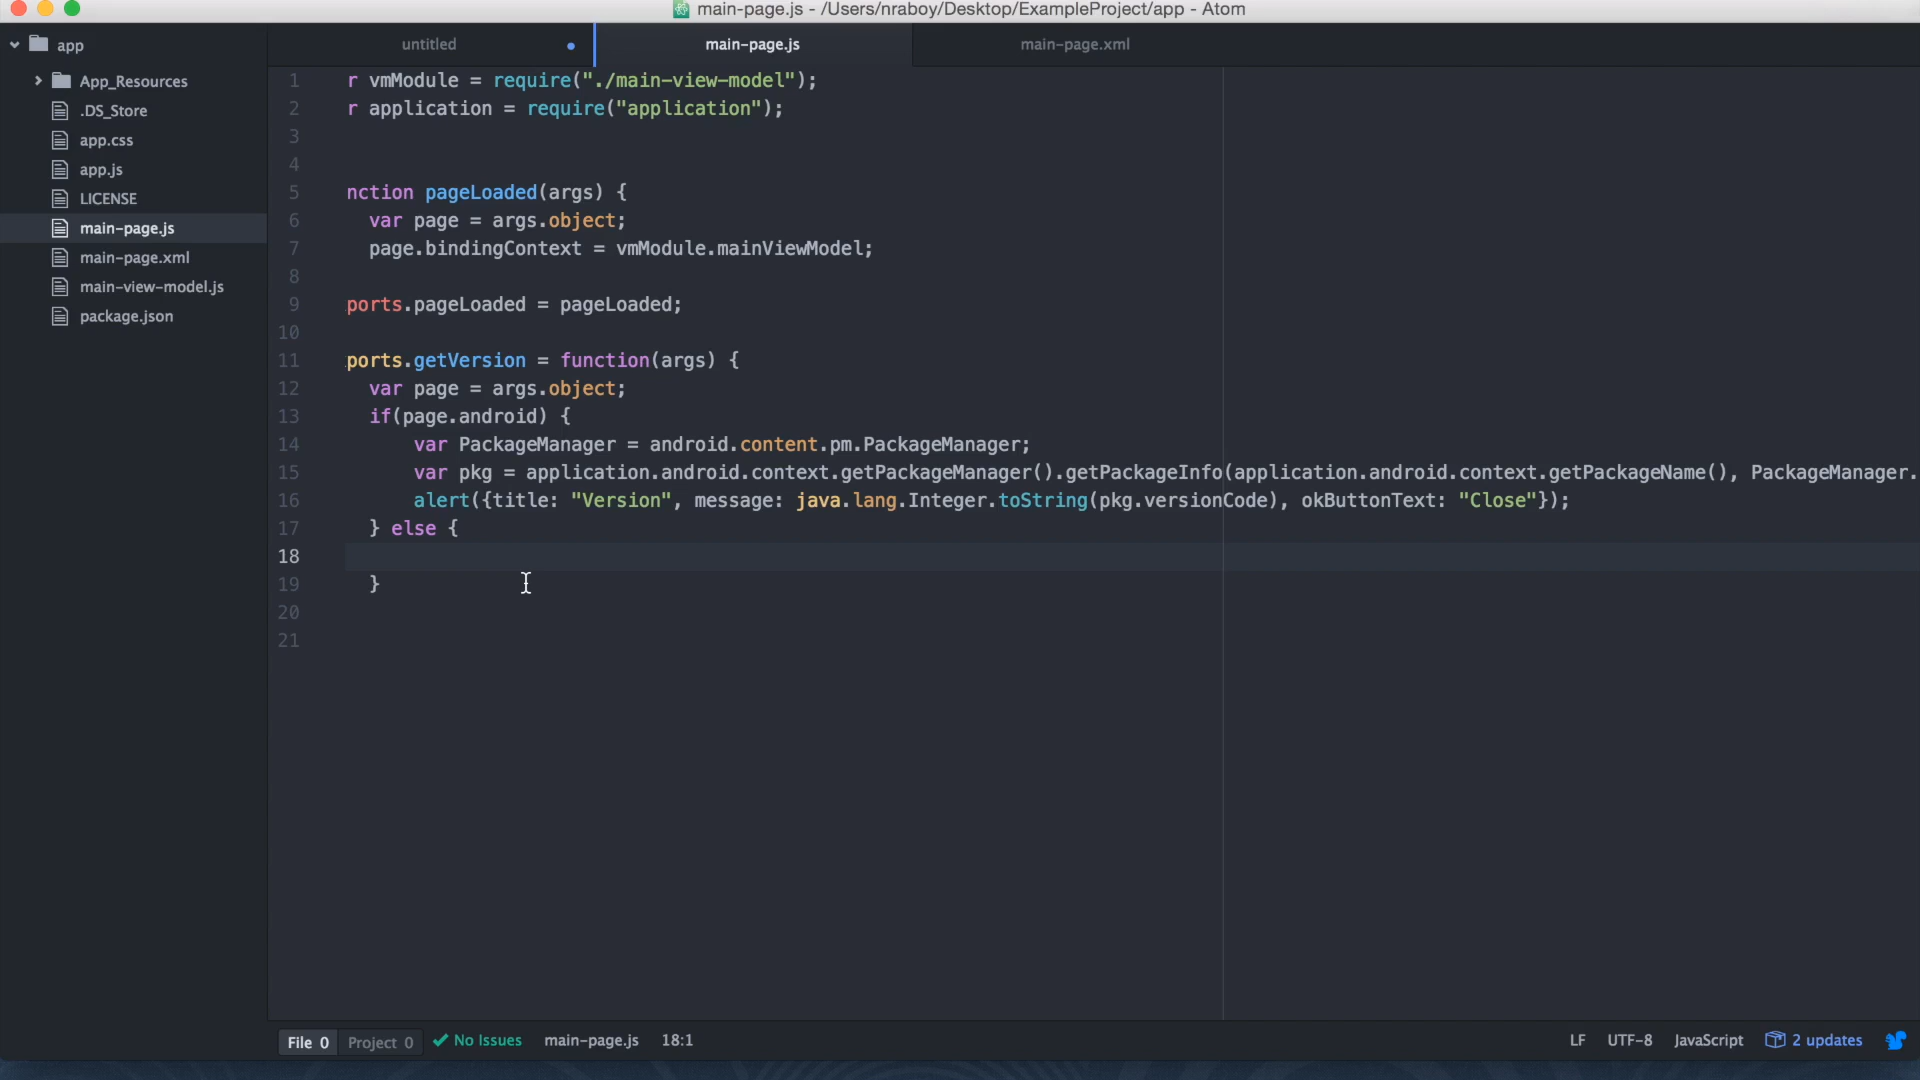 main-page.js - /Users/nraboy/Desktop/ExampleProject/app - Atom
app
App_Resources
.DS_Store
app.css
app.js
LICENSE
main-page.js
main-page.xml
main-view-model.js
package.json
untitled
main-page.js
main-page.xml
1 r vmModule = require("./main-view-model");
2 r application = require("application");
3
4
5 nction pageLoaded(args) {
6 var page = args.object;
7 page.bindingContext = vmModule.mainViewModel;
8
9 ports.pageLoaded = pageLoaded;
10
11 ports.getVersion = function(args) {
12 var page = args.object;
13 if(page.android) {
14 var PackageManager = android.content.pm.PackageManager;
15 var pkg = application.android.context.getPackageManager().getPackageInfo(application.android.context.getPackageName(), PackageManager.
16 alert({title: "Version", message: java.lang.Integer.toString(pkg.versionCode), okButtonText: "Close"});
17 } else {
18
19 }
20
21
File 0 Project 0 No Issues main-page.js 18:1 LF UTF-8 JavaScript 2 updates